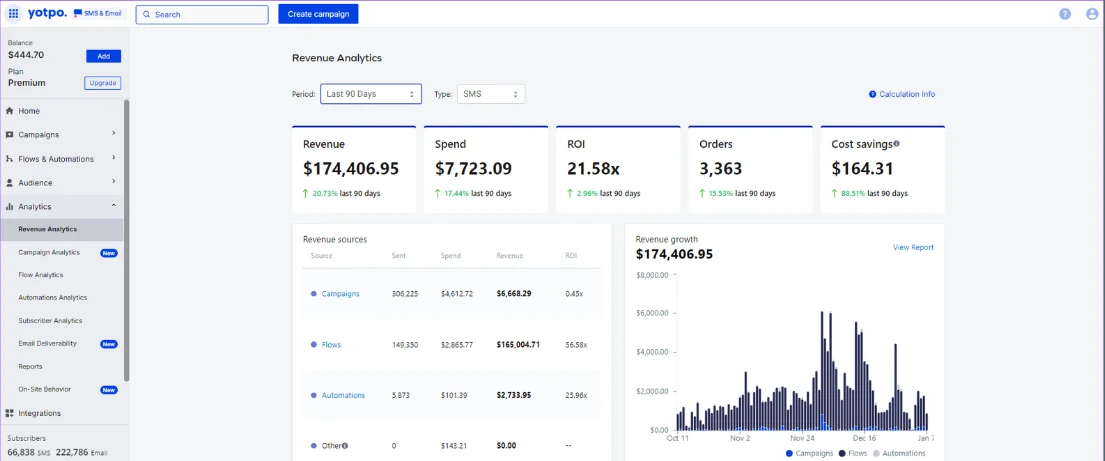 yotpo. SMS & Email Search Create campaign
Balance
$444.70 Add
Plan
Premium Upgrade
Home
Campaigns
Flows & Automations
Audience
Analytics
Revenue Analytics
Campaign Analytics New
Flow Analytics
Automations Analytics
Subscriber Analytics
Email Deliverability New
Reports
On-Site Behavior New
Integrations
Subscribers
66,838 SMS 222,786 Email
Revenue Analytics
Period: Last 90 Days Type: SMS Calculation Info
Revenue
$174,406.95
↑ 20.73% last 90 days
Spend
$7,723.09
↑ 17.44% last 90 days
ROI
21.58x
↑ 2.96% last 90 days
Orders
3,363
↑ 15.53% last 90 days
Cost savings
$164.31
↑ 88.51% last 90 days
Revenue sources
Source Sent Spend Revenue ROI
Campaigns 306,225 $4,612.72 $6,668.29 0.45x
Flows 149,350 $2,865.77 $165,004.71 56.58x
Automations 5,873 $101.39 $2,733.95 25.96x
Other 0 $143.21 $0.00 --
Revenue growth
$174,406.95
View Report
$8,000.00
$6,000.00
$4,000.00
$2,000.00
$0.00
Oct 11 Nov 2 Nov 24 Dec 16 Jan 7
Campaigns Flows Automations